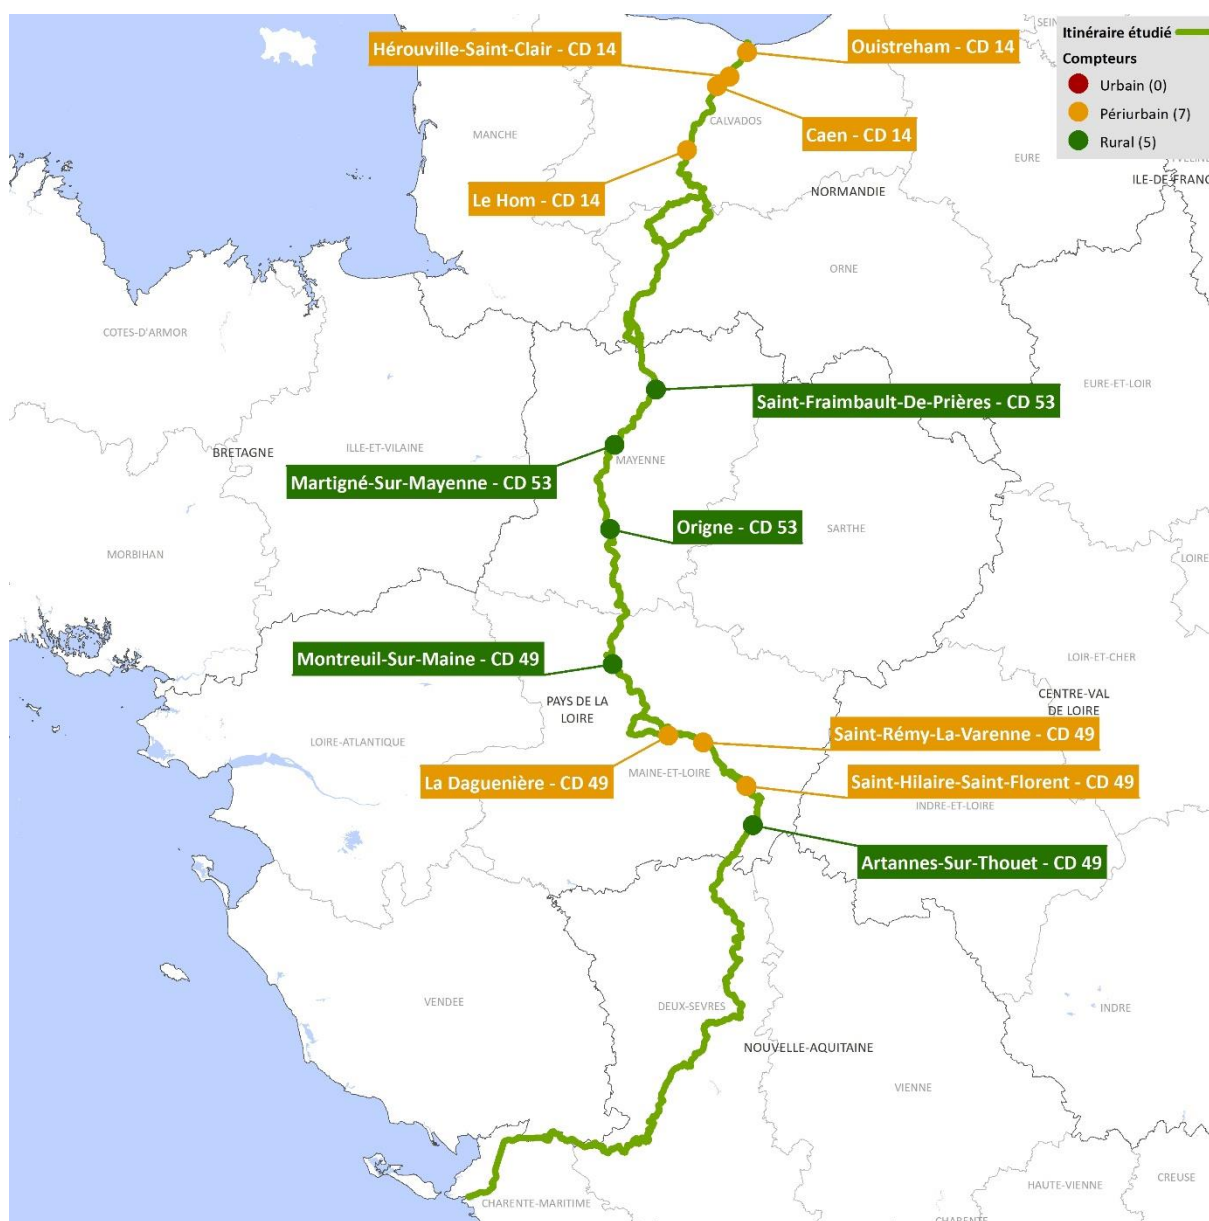 Hérouville-Saint-Clair - CD 14
Ouistreham - CD 14
SEIN
Itinéraire étudié
Compteurs
Urbain (0)
Périurbain (7)
Rural (5)
CALVADOS
MANCHE
Caen - CD 14
EURE
YVELINE
ILE-DE-FRANC
NORMANDIE
Le Hom - CD 14
ORNE
COTES-D'ARMOR
EURE-ET-LOIR
Saint-Fraimbault-De-Prières - CD 53
ILLE-ET-VILAINE
BRETAGNE
MAYENNE
Martigné-Sur-Mayenne - CD 53
Origne - CD 53
SARTHE
MORBIHAN
LOIRE
Montreuil-Sur-Maine - CD 49
LOIR-ET-CHER
PAYS DE LA
LOIRE
CENTRE-VAL
DE LOIRE
LOIRE-ATLANTIQUE
Saint-Rémy-La-Varenne - CD 49
MAINE-ET-LOIRE
La Daguenière - CD 49
Saint-Hilaire-Saint-Florent - CD 49
INDRE-ET-LOIRE
Artannes-Sur-Thouet - CD 49
VENDEE
DEUX-SEVRES
INDRE
NOUVELLE-AQUITAINE
VIENNE
CREUSE
HAUTE-VIENNE
CHARENTE-MARITIME
CHARENTE